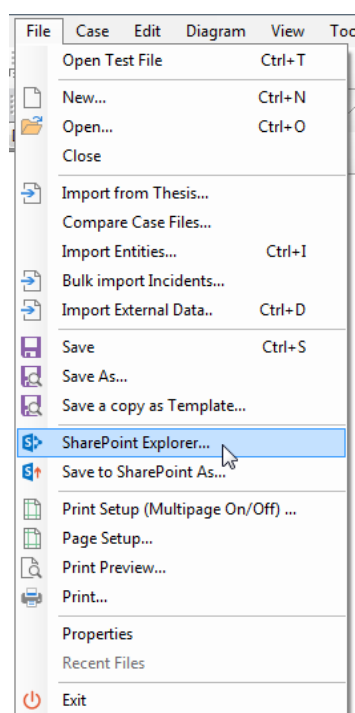 File Case Edit Diagram View Too
Open Test File Ctrl+T
New... Ctrl+N
Open... Ctrl+O
Close
Import from Thesis...
Compare Case Files...
Import Entities... Ctrl+I
Bulk import Incidents...
Import External Data.. Ctrl+D
Save Ctrl+S
Save As...
Save a copy as Template...
SharePoint Explorer...
Save to SharePoint As...
Print Setup (Multipage On/Off) ...
Page Setup...
Print Preview...
Print...
Properties
Recent Files
Exit